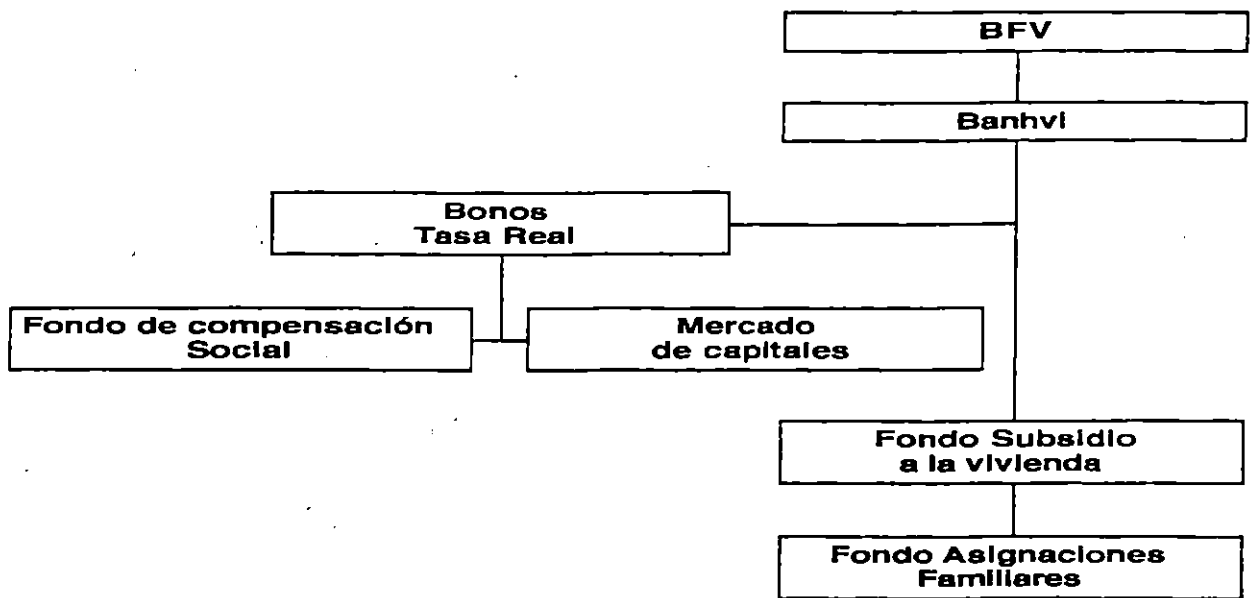 BFV
Banhvi
Bonos
Tasa Real
Fondo de compensación
Social
Mercado
de capitales
Fondo Subsidio
a la vivienda
Fondo Asignaciones
Familiares